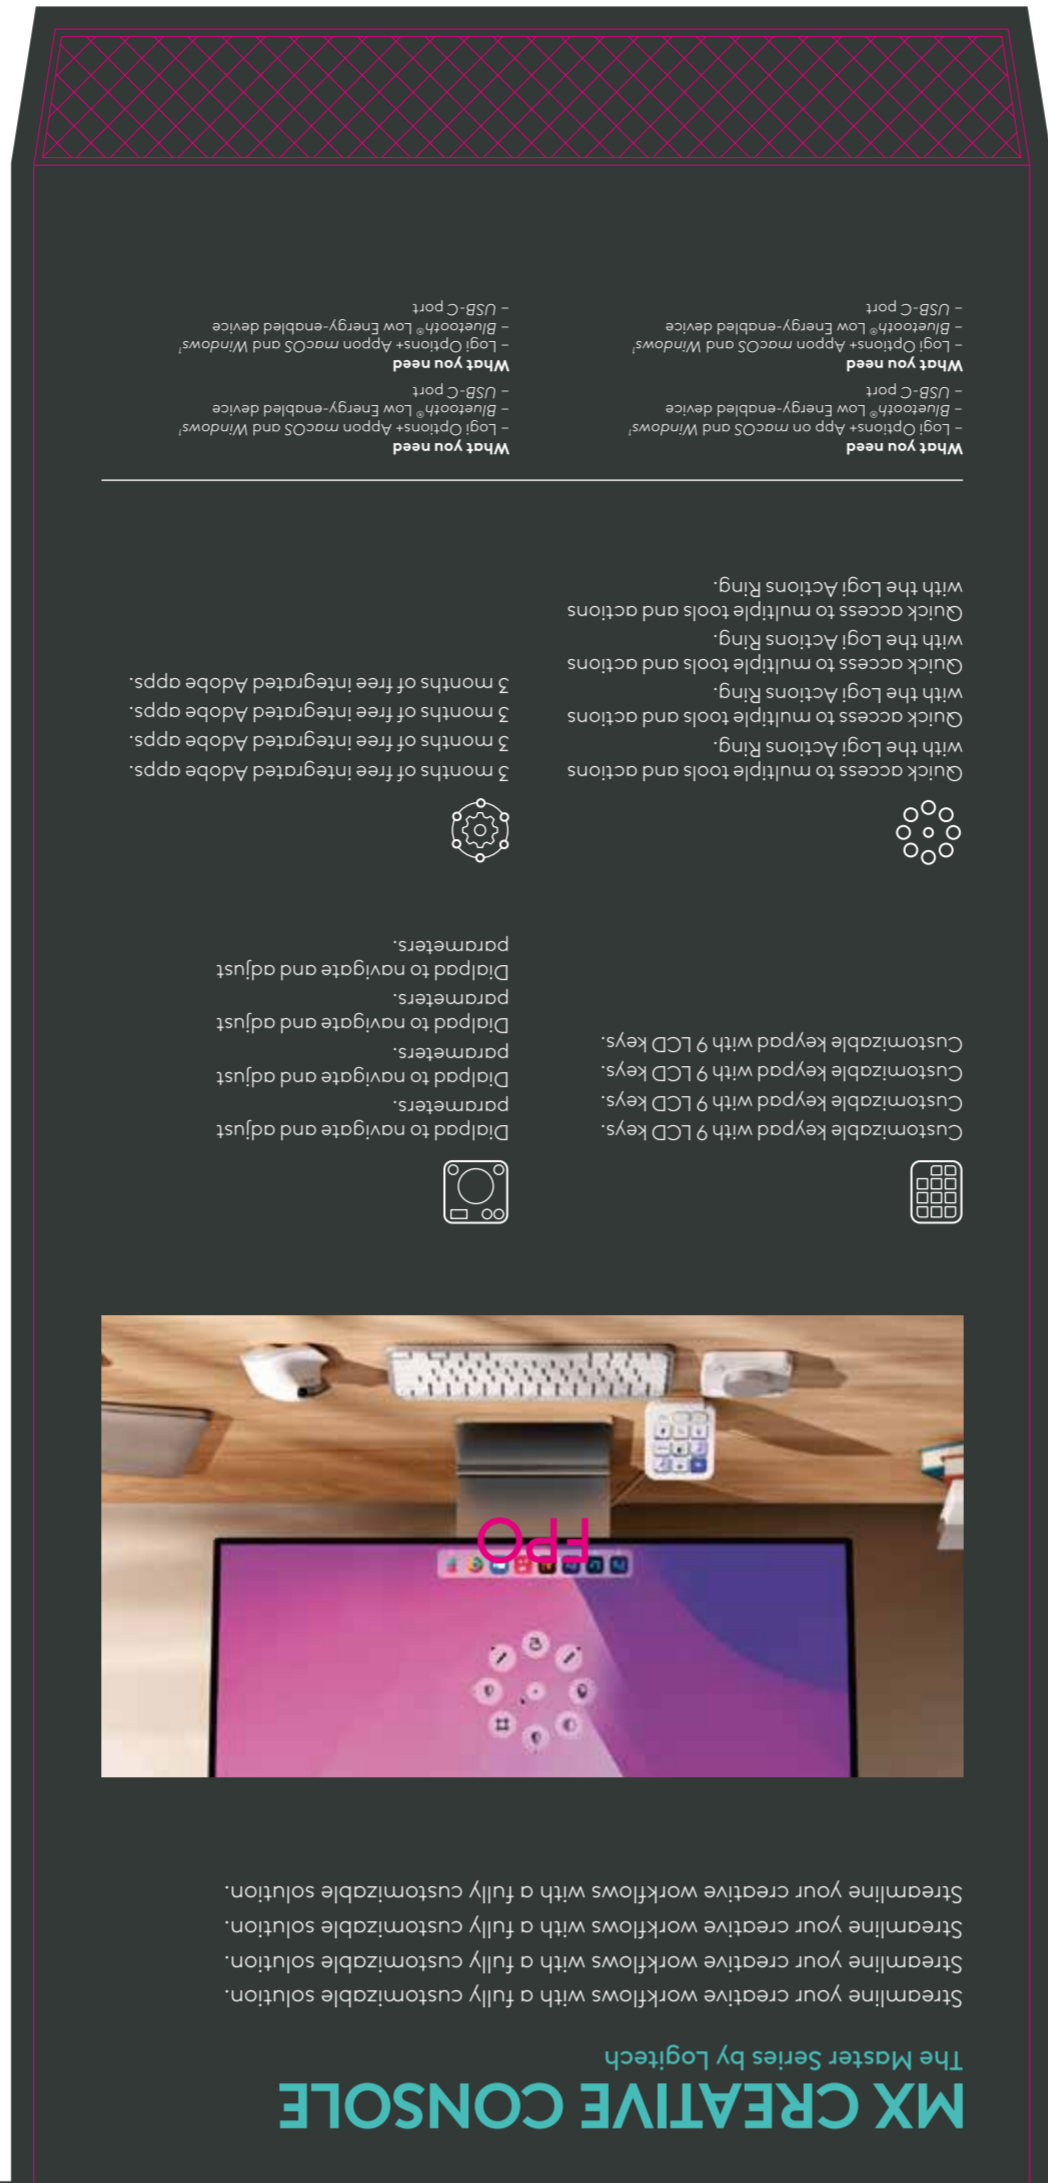 MX CREATIVE CONSOLE
The Master Series by Logitech
Streamline your creative workflows with a fully customizable solution.
Streamline your creative workflows with a fully customizable solution.
Streamline your creative workflows with a fully customizable solution.
Streamline your creative workflows with a fully customizable solution.
FPO
Customizable keypad with 9 LCD keys.
Customizable keypad with 9 LCD keys.
Customizable keypad with 9 LCD keys.
Customizable keypad with 9 LCD keys.
Dialpad to navigate and adjust
parameters.
Dialpad to navigate and adjust
parameters.
Dialpad to navigate and adjust
parameters.
Dialpad to navigate and adjust
parameters.
Quick access to multiple tools and actions
with the Logi Actions Ring.
Quick access to multiple tools and actions
with the Logi Actions Ring.
Quick access to multiple tools and actions
with the Logi Actions Ring.
Quick access to multiple tools and actions
with the Logi Actions Ring.
3 months of free integrated Adobe apps.
3 months of free integrated Adobe apps.
3 months of free integrated Adobe apps.
3 months of free integrated Adobe apps.
What you need
– Logi Options+ App on macOS and Windows¹
– Bluetooth® Low Energy-enabled device
– USB-C port
What you need
– Logi Options+ Appon macOS and Windows¹
– Bluetooth® Low Energy-enabled device
– USB-C port
What you need
– Logi Options+ Appon macOS and Windows¹
– Bluetooth® Low Energy-enabled device
– USB-C port
What you need
– Logi Options+ Appon macOS and Windows¹
– Bluetooth® Low Energy-enabled device
– USB-C port